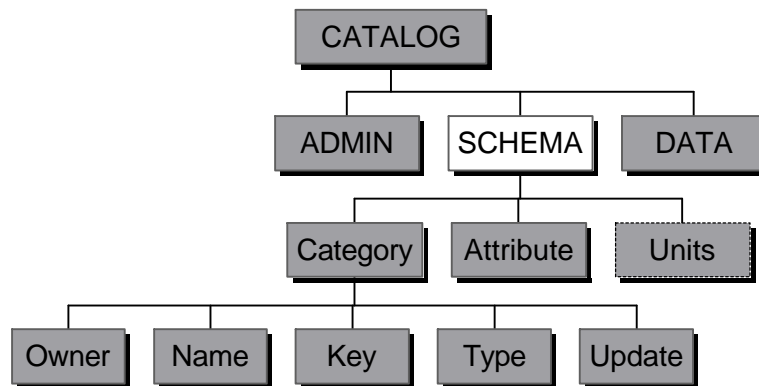 CATALOG
ADMIN SCHEMA DATA
Category Attribute Units
Owner Name Key Type Update